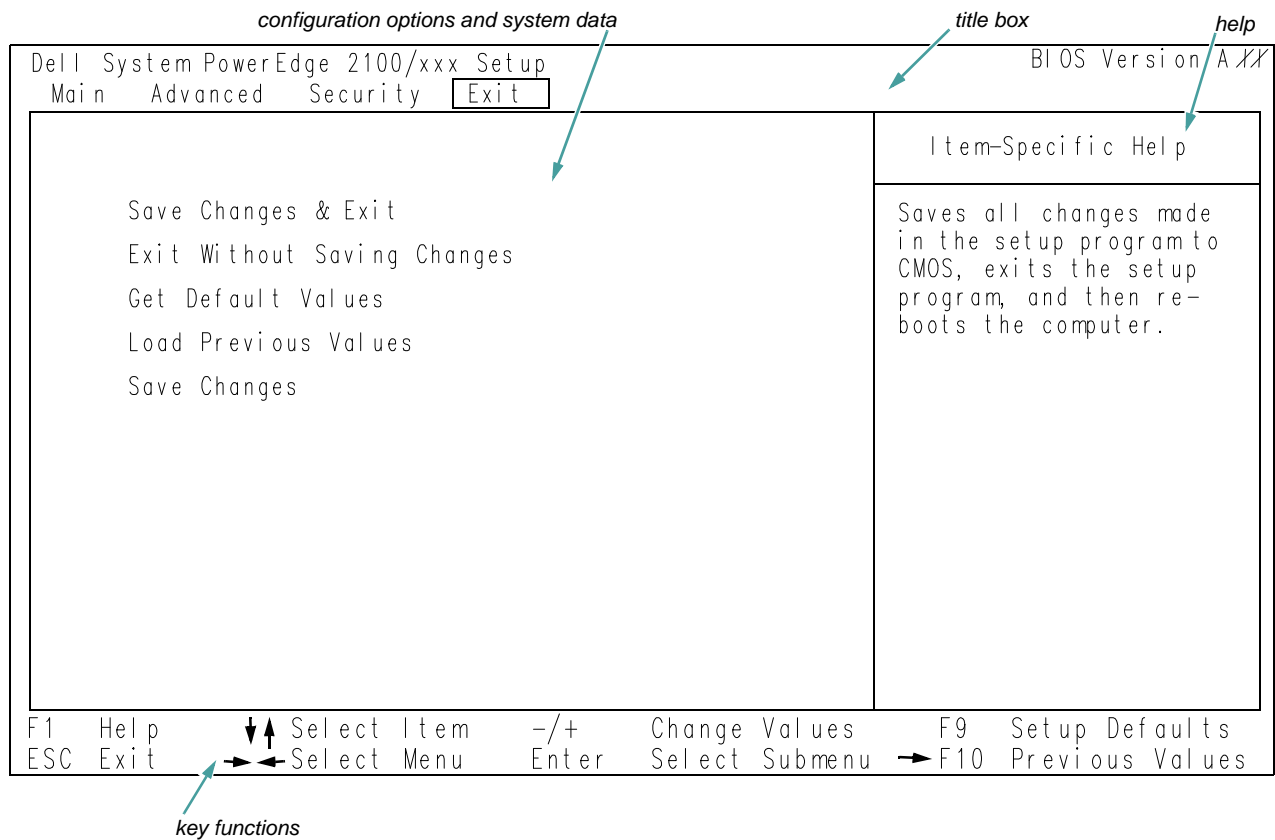 configuration options and system data
title box
help
Dell System PowerEdge 2100/xxx Setup BIOS Version AXX
Main Advanced Security Exit
Item-Specific Help
Save Changes & Exit
Exit Without Saving Changes
Get Default Values
Load Previous Values
Save Changes
Saves all changes made
in the setup program to
CMOS, exits the setup
program, and then re-
boots the computer.
F1 Help Select Item -/+ Change Values F9 Setup Defaults
ESC Exit Select Menu Enter Select Submenu F10 Previous Values
key functions